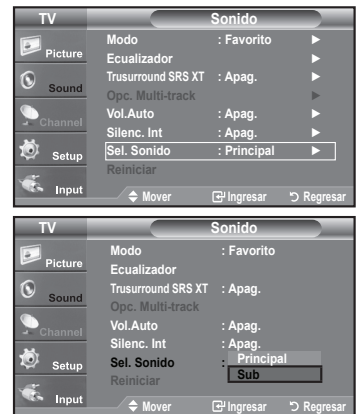 TV Sonido
Picture
Sound
Channel
Setup
Input
Modo : Favorito ►
Ecualizador ►
Trusurround SRS XT : Apag. ►
Opc. Multi-track ►
Vol.Auto : Apag. ►
Silenc. Int : Apag. ►
Sel. Sonido : Principal ►
Reiniciar
Mover Ingresar Regresar
TV Sonido
Picture
Sound
Channel
Setup
Input
Modo : Favorito
Ecualizador
Trusurround SRS XT : Apag.
Opc. Multi-track
Vol.Auto : Apag.
Silenc. Int : Apag.
Sel. Sonido : Principal
Sub
Reiniciar
Mover Ingresar Regresar